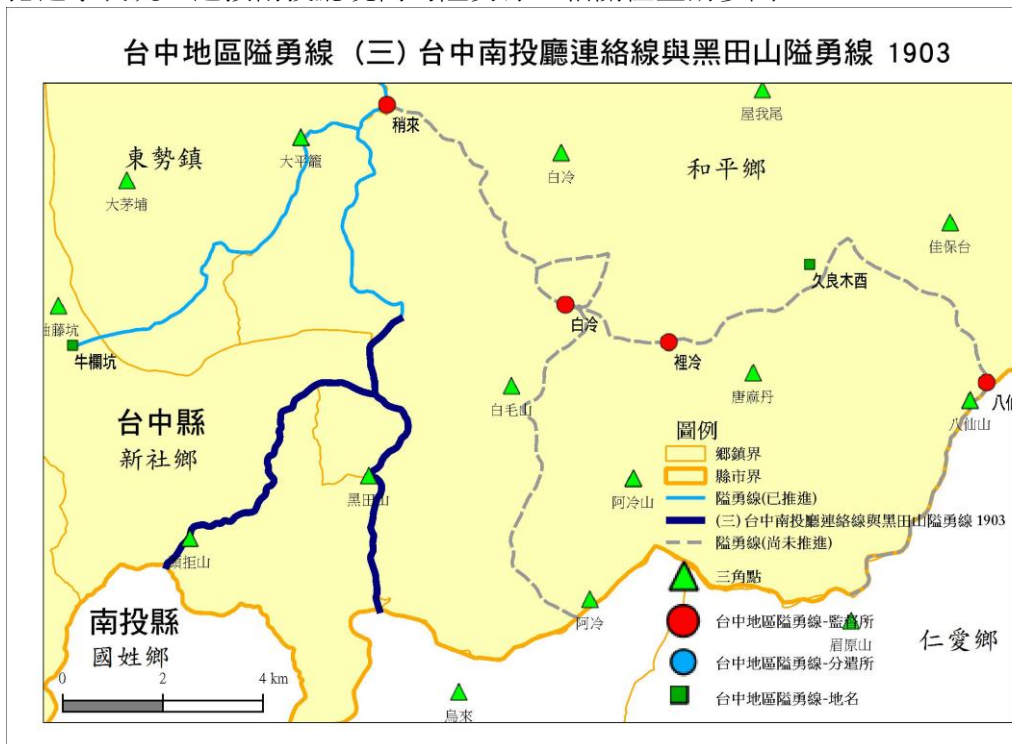 台中地區隘勇線 (三) 台中南投廳連絡線與黑田山隘勇線 1903
屋我尾
稍來
東勢鎮
大平籠
白冷
和平鄉
大茅埔
佳保台
久良木酉
藤坑
白冷
牛欄坑
裡冷
唐麻丹
八仙
白毛山
八仙山
台中縣
新社鄉
圖例
鄉鎮界
縣市界
黑田山
阿冷山
隘勇線(已推進)
(三) 台中南投廳連絡線與黑田山隘勇線 1903
隘勇線(尚未推進)
頭拒山
三角點
阿冷
南投縣
國姓鄉
台中地區隘勇線-監督所
眉原山
仁愛鄉
台中地區隘勇線-分遣所
0 2 4 km
烏來
台中地區隘勇線-地名